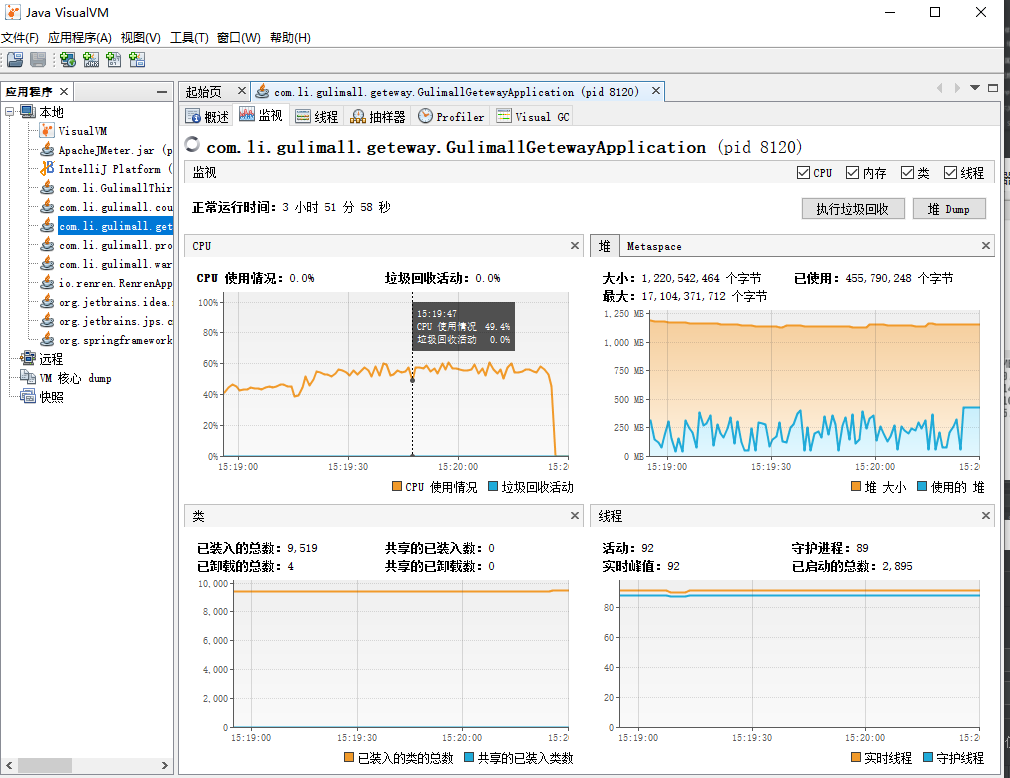 Java VisualVM
文件(F) 应用程序(A) 视图(V) 工具(T) 窗口(W) 帮助(H)
应用程序
本地
VisualVM
ApacheJMeter.jar (p
IntelliJ Platform (
com.li.GulimallThir
com.li.gulimall.cou
com.li.gulimall.get
com.li.gulimall.pro
com.li.gulimall.war
io.renren.RenrenApp
org.jetbrains.idea.
org.jetbrains.jps.c
org.springframework
远程
VM 核心 dump
快照
起始页 com.li.gulimall.geteway.GulimallGetewayApplication (pid 8120)
概述 监视 线程 抽样器 Profiler Visual GC
com.li.gulimall.geteway.GulimallGetewayApplication (pid 8120)
监视 CPU 内存 类 线程
正常运行时间: 3 小时 51 分 58 秒 执行垃圾回收 堆 Dump
CPU
CPU 使用情况: 0.0% 垃圾回收活动: 0.0%
100%
80%
60%
40%
20%
0%
15:19:47
CPU 使用情况 49.4%
垃圾回收活动 0.0%
15:19:00 15:19:30 15:20:00 15:20
CPU 使用情况 垃圾回收活动
堆 Metaspace
大小: 1,220,542,464 个字节 已使用: 455,790,248 个字节
最大: 17,104,371,712 个字节
1,250 MB
1,000 MB
750 MB
500 MB
250 MB
0 MB
15:19:00 15:19:30 15:20:00 15:20
堆 大小 使用的 堆
类
已装入的总数: 9,519 共享的已装入数: 0
已卸载的总数: 4 共享的已卸载数: 0
10,000
8,000
6,000
4,000
2,000
0
15:19:00 15:19:30 15:20:00 15:20
已装入的类的总数 共享的已装入类数
线程
活动: 92 守护进程: 89
实时峰值: 92 已启动的总数: 2,895
80
60
40
20
0
15:19:00 15:19:30 15:20:00 15:20
实时线程 守护线程